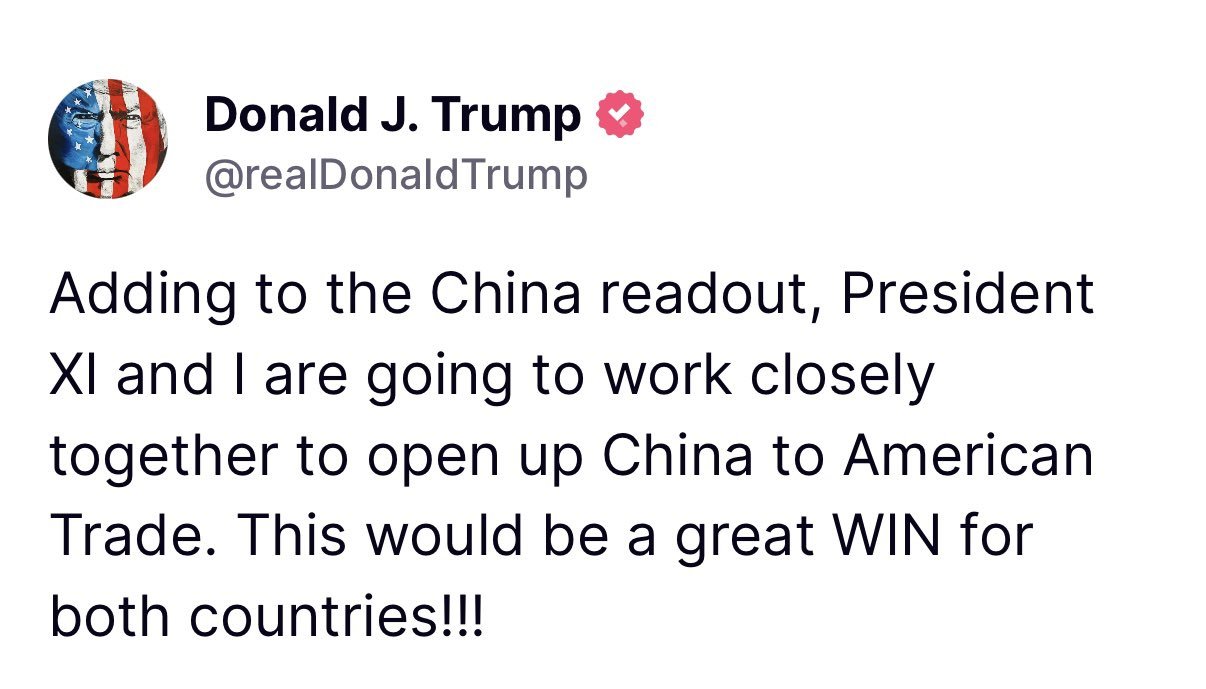 Donald J. Trump
@realDonaldTrump
Adding to the China readout, President
XI and I are going to work closely
together to open up China to American
Trade. This would be a great WIN for
both countries!!!